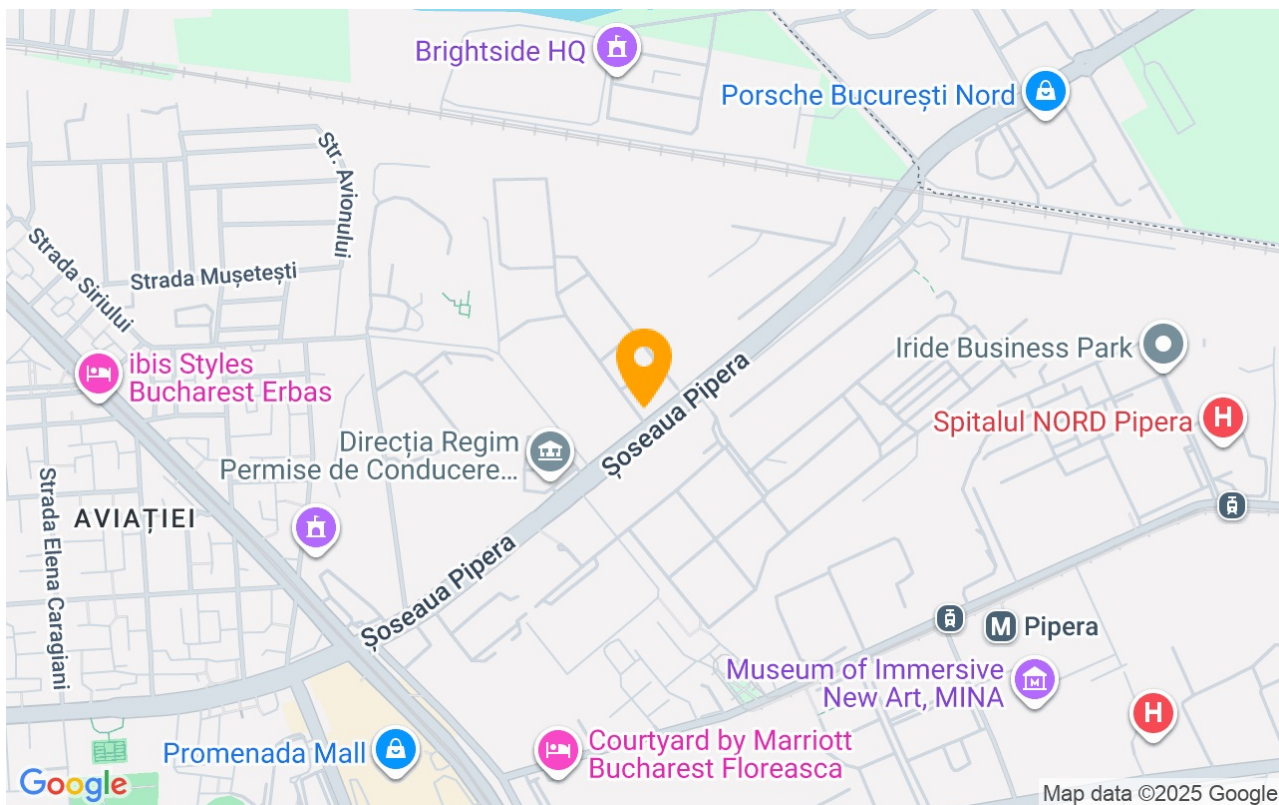 Brightside HQ
Porsche București Nord
Str. Avionului
Strada Siriului
Strada Mușetești
Iride Business Park
ibis Styles
Bucharest Erbas
Șoseaua Pipera
Spitalul NORD Pipera
H
Direcția Regim
Permise de Conducere...
Strada Elena Caragiani
AVIAȚIEI
Șoseaua Pipera
M Pipera
Museum of Immersive
New Art, MINA
H
Promenada Mall
Courtyard by Marriott
Bucharest Floreasca
Google
Map data ©2025 Google